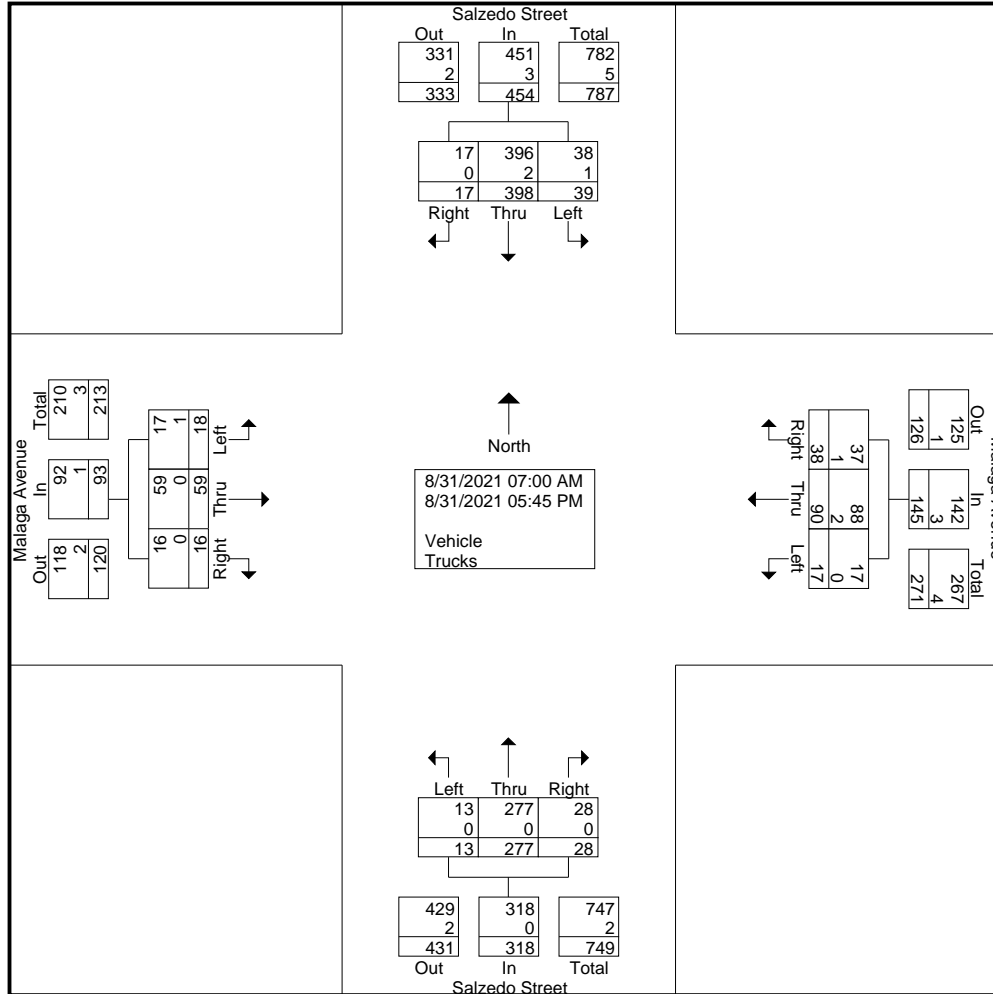 Salzedo Street
Out In Total
331 451 782
2 3 5
333 454 787
17 396 38
0 2 1
17 398 39
Right Thru Left
Malaga Avenue
Total In Out
210 92 118
3 1 2
213 93 120
17 59 16
1 0 0
18 59 16
Left Thru Right
North
8/31/2021 07:00 AM
8/31/2021 05:45 PM
Vehicle
Trucks
Out In Total
125 142 267
1 3 4
126 145 271
37 88 17
1 2 0
38 90 17
Right Thru Left
Left Thru Right
13 277 28
0 0 0
13 277 28
429 318 747
2 0 2
431 318 749
Out In Total
Salzedo Street